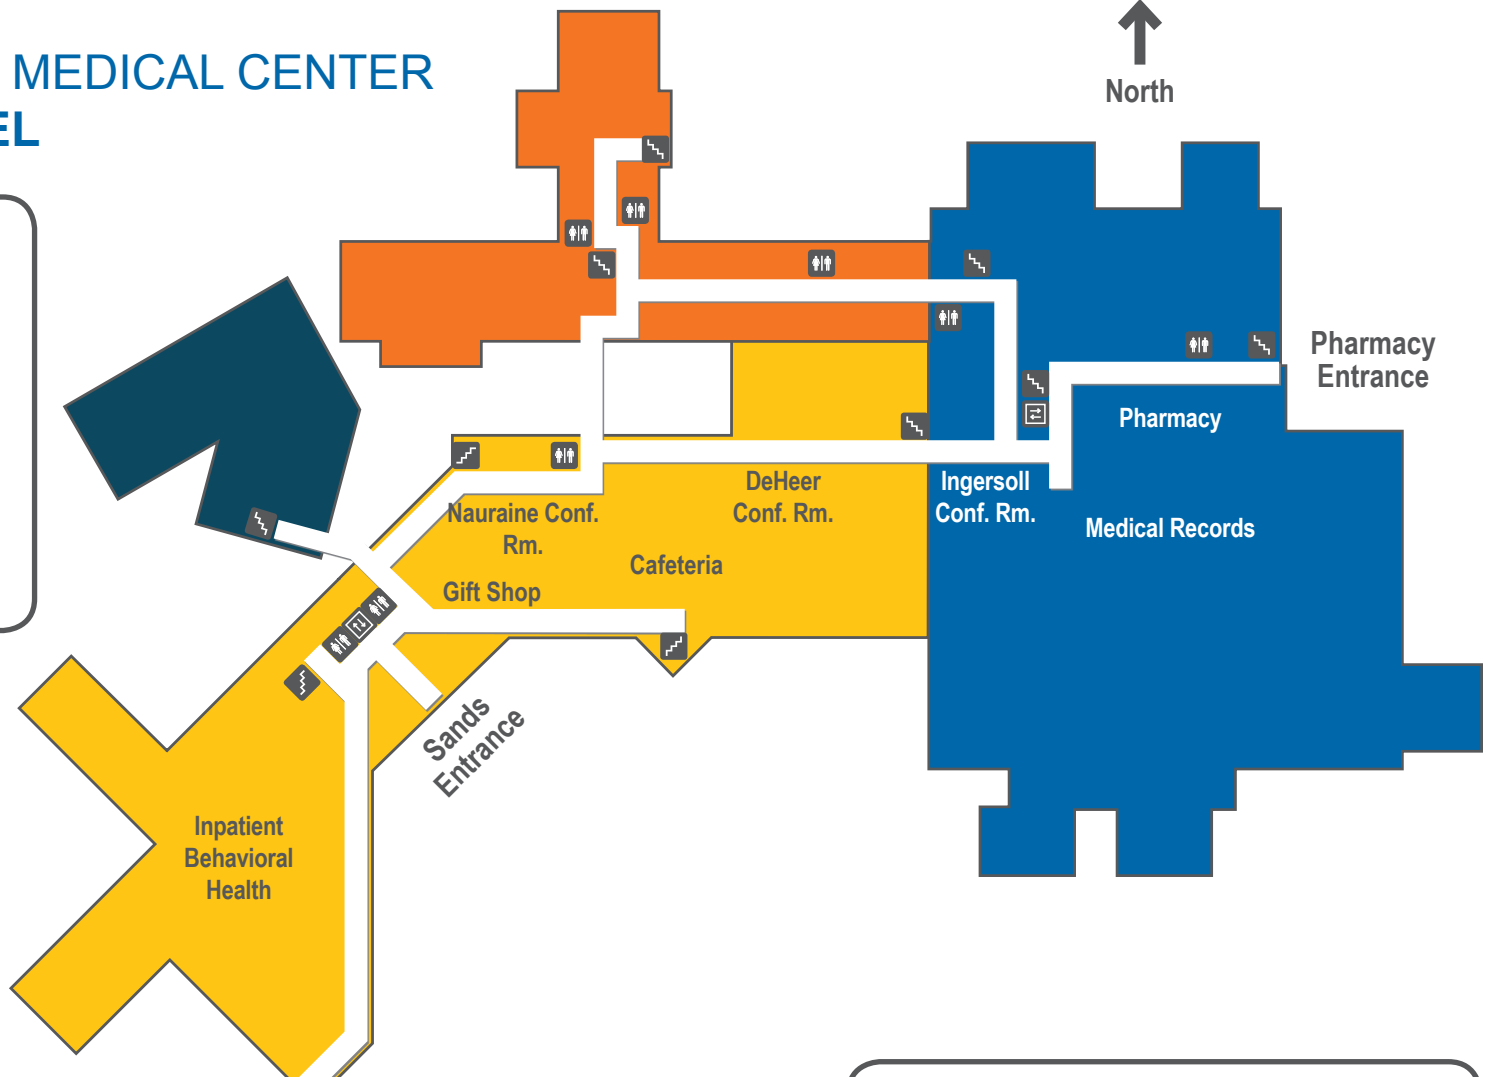 MEDICAL CENTER
EL
North
Pharmacy
Entrance
Pharmacy
DeHeer
Conf. Rm.
Ingersoll
Conf. Rm.
Nauraine Conf.
Rm.
Medical Records
Cafeteria
Gift Shop
Sands
Entrance
Inpatient
Behavioral
Health